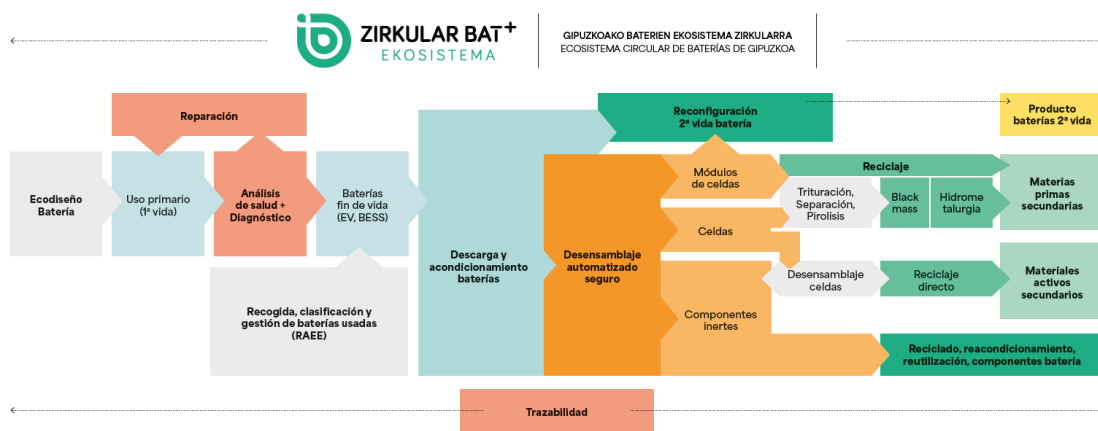 ZIRKULAR BAT+
EKOSISTEMA
GIPUZKOAKO BATERIEN EKOSISTEMA ZIRKULARRA
ECOSISTEMA CIRCULAR DE BATERÍAS DE GIPUZKOA
Reparación
Reconfiguración
2ª vida batería
Producto
baterías 2ª vida
Ecodiseño
Batería
Uso primario
(1ª vida)
Análisis
de salud +
Diagnóstico
Baterías
fin de vida
(EV, BESS)
Recogida, clasificación y
gestión de baterías usadas
(RAEE)
Descarga y
acondicionamiento
baterías
Desensamblaje
automatizado
seguro
Módulos
de celdas
Celdas
Componentes
inertes
Reciclaje
Trituración,
Separación,
Pirolisis
Black
mass
Hidrome
talurgia
Materias
primas
secundarias
Desensamblaje
celdas
Reciclaje
directo
Materiales
activos
secundarios
Reciclado, reacondicionamiento,
reutilización, componentes batería
Trazabilidad